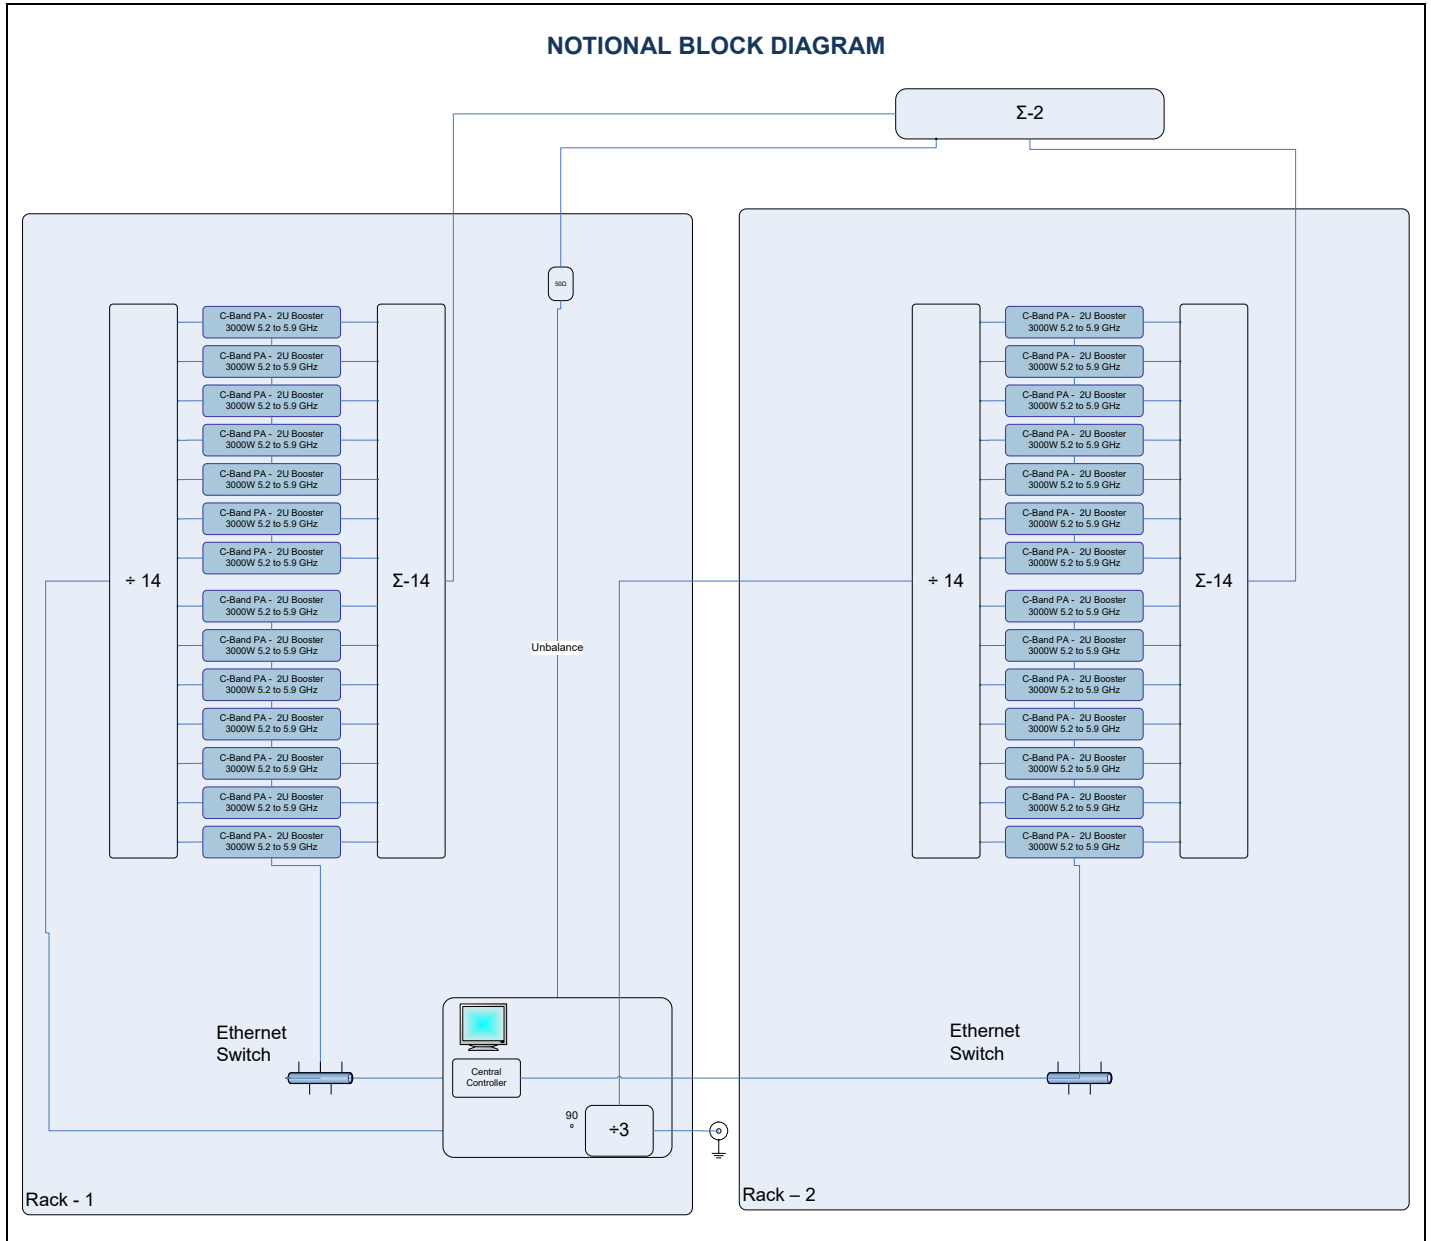 NOTIONAL BLOCK DIAGRAM
Σ-2
50Ω
C-Band PA - 2U Booster
3000W 5.2 to 5.9 GHz
C-Band PA - 2U Booster
3000W 5.2 to 5.9 GHz
C-Band PA - 2U Booster
3000W 5.2 to 5.9 GHz
C-Band PA - 2U Booster
3000W 5.2 to 5.9 GHz
C-Band PA - 2U Booster
3000W 5.2 to 5.9 GHz
C-Band PA - 2U Booster
3000W 5.2 to 5.9 GHz
C-Band PA - 2U Booster
3000W 5.2 to 5.9 GHz
÷ 14
Σ-14
C-Band PA - 2U Booster
3000W 5.2 to 5.9 GHz
C-Band PA - 2U Booster
3000W 5.2 to 5.9 GHz
C-Band PA - 2U Booster
3000W 5.2 to 5.9 GHz
C-Band PA - 2U Booster
3000W 5.2 to 5.9 GHz
C-Band PA - 2U Booster
3000W 5.2 to 5.9 GHz
C-Band PA - 2U Booster
3000W 5.2 to 5.9 GHz
C-Band PA - 2U Booster
3000W 5.2 to 5.9 GHz
Unbalance
Ethernet
Switch
Central
Controller
90
°
÷3
Rack - 1
C-Band PA - 2U Booster
3000W 5.2 to 5.9 GHz
C-Band PA - 2U Booster
3000W 5.2 to 5.9 GHz
C-Band PA - 2U Booster
3000W 5.2 to 5.9 GHz
C-Band PA - 2U Booster
3000W 5.2 to 5.9 GHz
C-Band PA - 2U Booster
3000W 5.2 to 5.9 GHz
C-Band PA - 2U Booster
3000W 5.2 to 5.9 GHz
C-Band PA - 2U Booster
3000W 5.2 to 5.9 GHz
÷ 14
Σ-14
C-Band PA - 2U Booster
3000W 5.2 to 5.9 GHz
C-Band PA - 2U Booster
3000W 5.2 to 5.9 GHz
C-Band PA - 2U Booster
3000W 5.2 to 5.9 GHz
C-Band PA - 2U Booster
3000W 5.2 to 5.9 GHz
C-Band PA - 2U Booster
3000W 5.2 to 5.9 GHz
C-Band PA - 2U Booster
3000W 5.2 to 5.9 GHz
C-Band PA - 2U Booster
3000W 5.2 to 5.9 GHz
Ethernet
Switch
Rack – 2